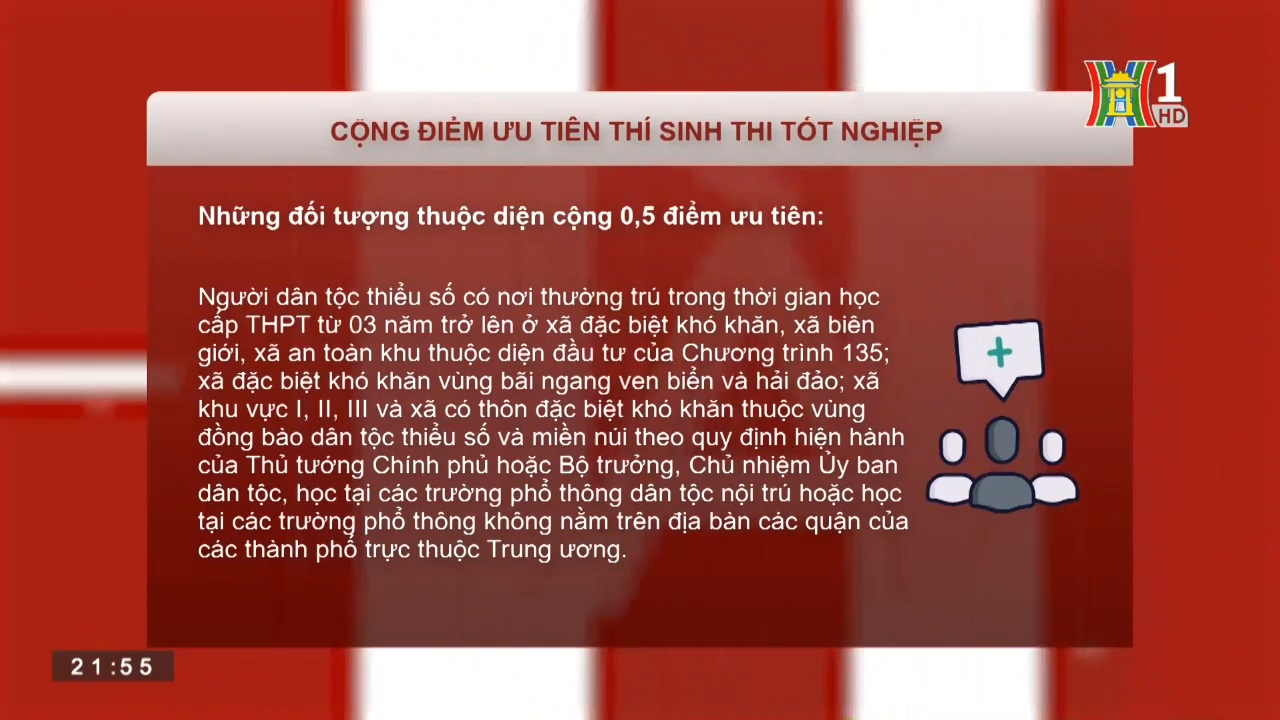 1
HD
CỘNG ĐIỂM ƯU TIÊN THÍ SINH THI TỐT NGHIỆP
Những đối tượng thuộc diện cộng 0,5 điểm ưu tiên:
Người dân tộc thiểu số có nơi thường trú trong thời gian học
cấp THPT từ 03 năm trở lên ở xã đặc biệt khó khăn, xã biên
giới, xã an toàn khu thuộc diện đầu tư của Chương trình 135;
xã đặc biệt khó khăn vùng bãi ngang ven biển và hải đảo; xã
khu vực I, II, III và xã có thôn đặc biệt khó khăn thuộc vùng
đồng bào dân tộc thiểu số và miền núi theo quy định hiện hành
của Thủ tướng Chính phủ hoặc Bộ trưởng, Chủ nhiệm Ủy ban
dân tộc, học tại các trường phổ thông dân tộc nội trú hoặc học
tại các trường phổ thông không nằm trên địa bàn các quận của
các thành phố trực thuộc Trung ương.
21:55